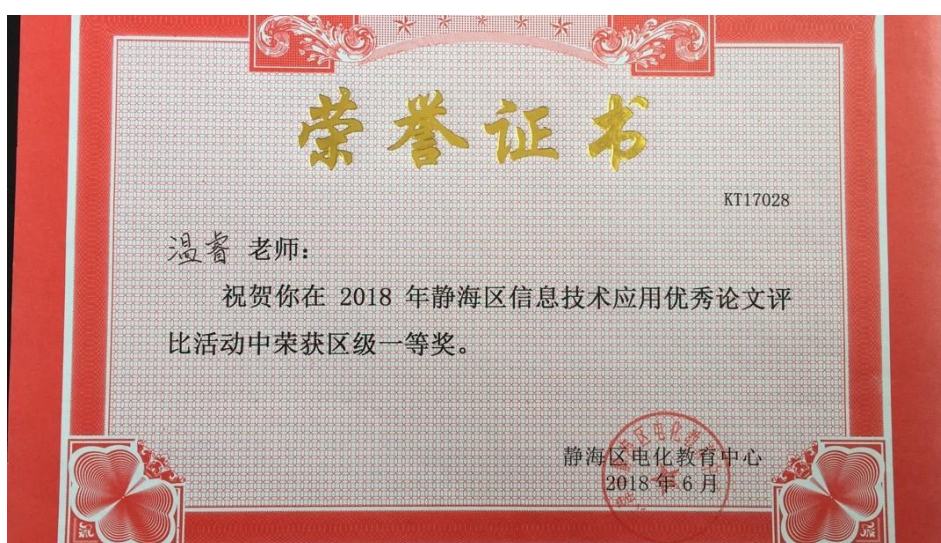 荣誉证书
KT17028
温睿 老师：
祝贺你在 2018 年静海区信息技术应用优秀论文评
比活动中荣获区级一等奖。
静海区电化教育中心
2018 年 6 月